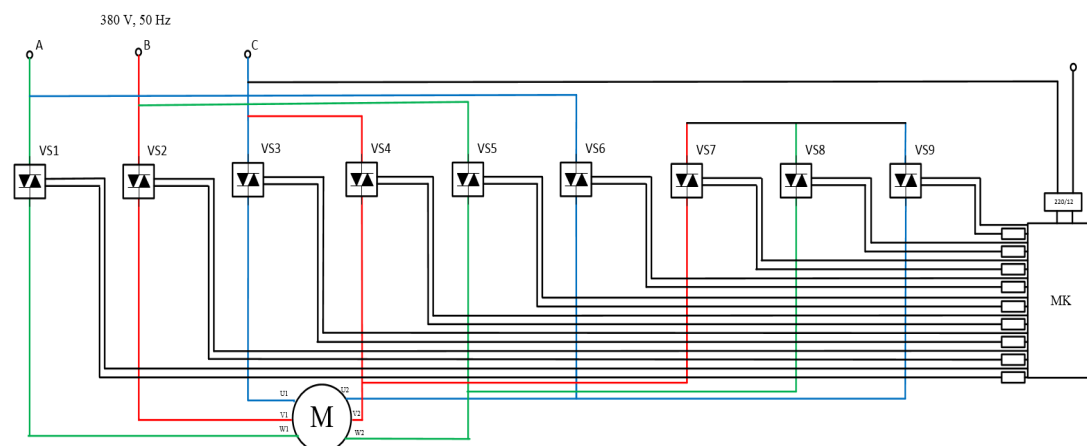 380 V, 50 Hz
A B C
VS1 VS2 VS3 VS4 VS5 VS6 VS7 VS8 VS9
220/12
MK
U1 U2
V1 M V2
W1 W2